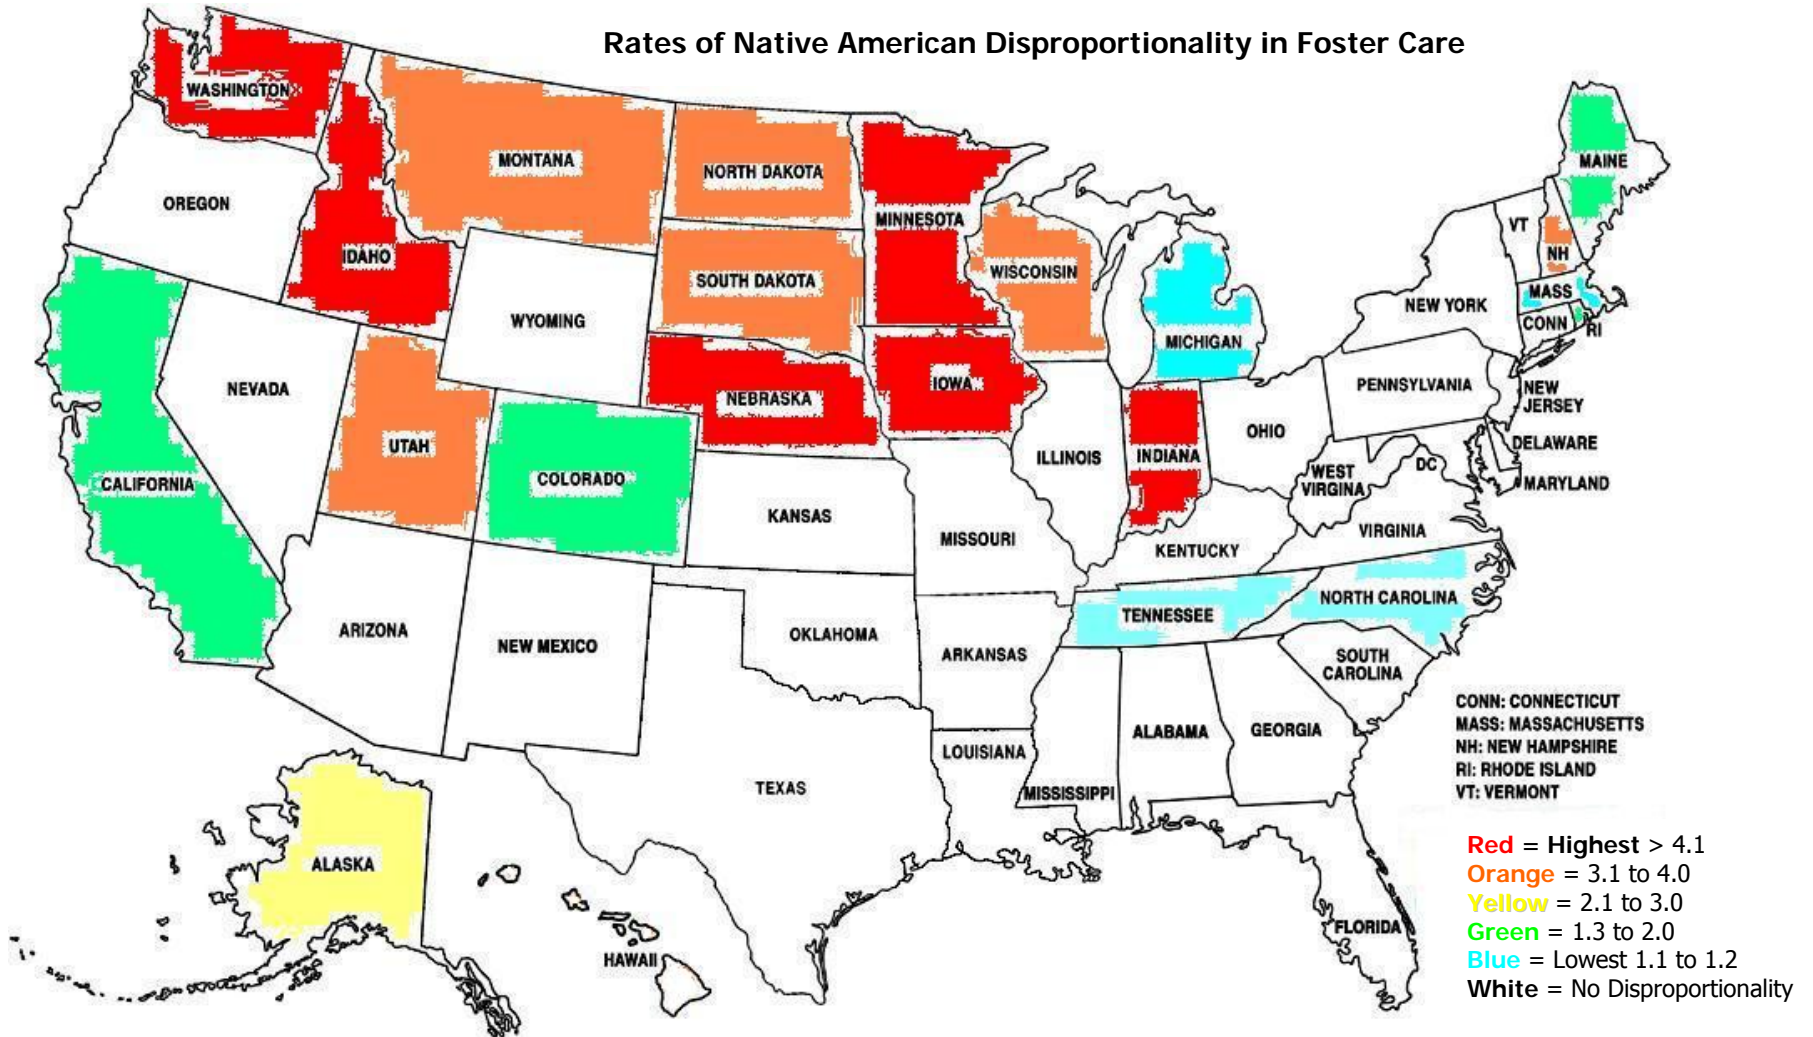 Rates of Native American Disproportionality in Foster Care
WASHINGTON
MONTANA
NORTH DAKOTA
MINNESOTA
MAINE
OREGON
IDAHO
SOUTH DAKOTA
WISCONSIN
VT
NH
WYOMING
MICHIGAN
NEW YORK
MASS
CONN
RI
NEVADA
UTAH
COLORADO
NEBRASKA
IOWA
ILLINOIS
INDIANA
OHIO
PENNSYLVANIA
NEW
JERSEY
DELAWARE
MARYLAND
DC
WEST
VIRGINIA
VIRGINIA
CALIFORNIA
KANSAS
MISSOURI
KENTUCKY
ARIZONA
NEW MEXICO
OKLAHOMA
ARKANSAS
TENNESSEE
NORTH CAROLINA
SOUTH
CAROLINA
TEXAS
LOUISIANA
MISSISSIPPI
ALABAMA
GEORGIA
FLORIDA
ALASKA
HAWAII
CONN: CONNECTICUT
MASS: MASSACHUSETTS
NH: NEW HAMPSHIRE
RI: RHODE ISLAND
VT: VERMONT
Red = Highest > 4.1
Orange = 3.1 to 4.0
Yellow = 2.1 to 3.0
Green = 1.3 to 2.0
Blue = Lowest 1.1 to 1.2
White = No Disproportionality